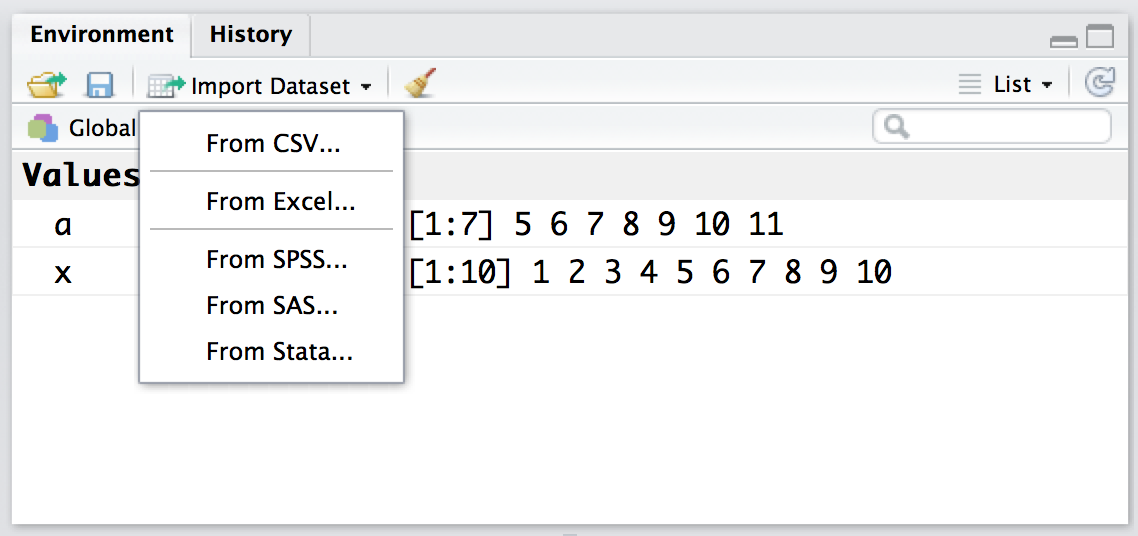 Environment History
Import Dataset List
Global
From CSV...
Values
From Excel...
a [1:7] 5 6 7 8 9 10 11
From SPSS...
x [1:10] 1 2 3 4 5 6 7 8 9 10
From SAS...
From Stata...